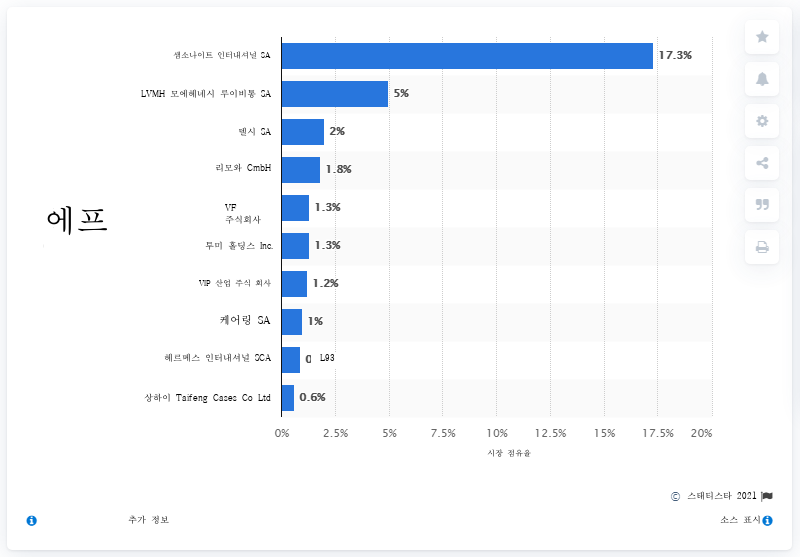 샘소나이트 인터내셔널 SA
17.3%
LVMH 모에헤네시 루이비통 SA
5%
델시 SA
2%
리모와 GmbH
1.8%
에프
VF
주식회사
1.3%
투미 홀딩스 Inc.
1.3%
VIP 산업 주식 회사
1.2%
케어링 SA
1%
헤르메스 인터내셔널 SCA
0 L93
상하이 Taifeng Cases Co Ltd
0.6%
0% 2.5% 5% 7.5% 10% 12.5% 15% 17.5% 20%
시장 점유율
© 스태티스타 2021
추가 정보
소스 표시